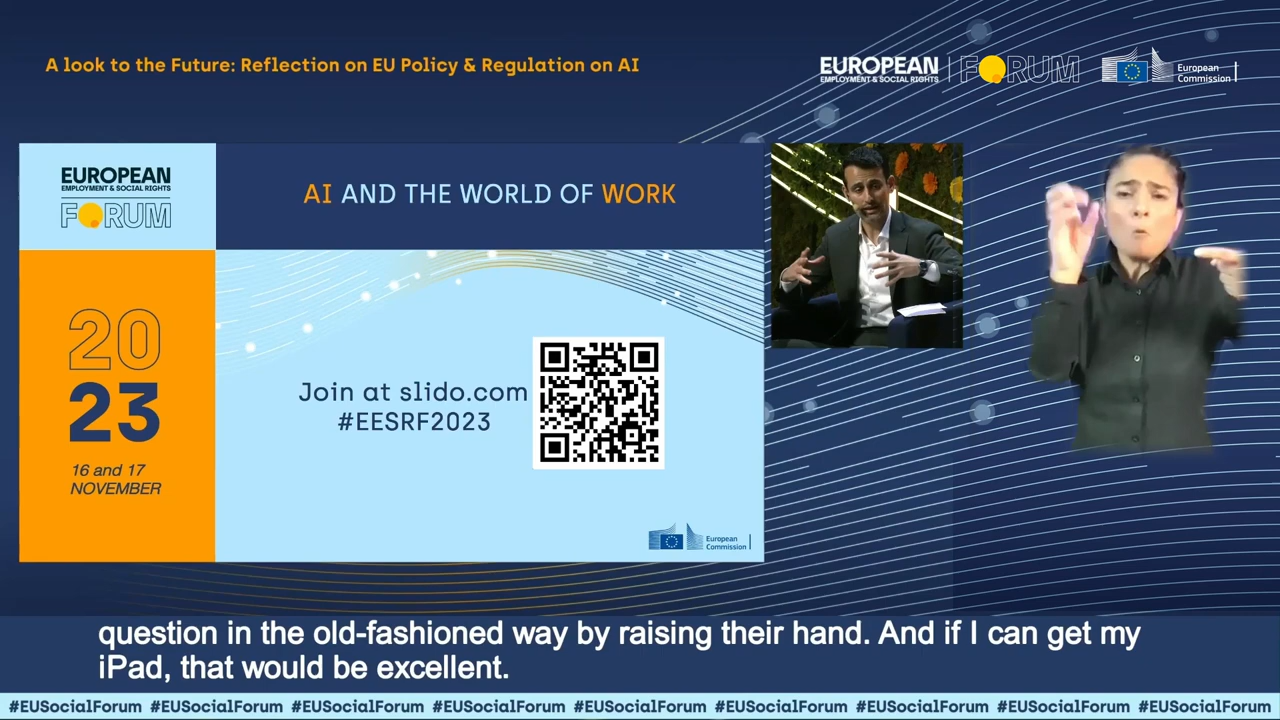 A look to the Future: Reflection on EU Policy & Regulation on AI
EUROPEAN
EMPLOYMENT & SOCIAL RIGHTS
FORUM
European
Commission
EUROPEAN
EMPLOYMENT & SOCIAL RIGHTS
FORUM
AI AND THE WORLD OF WORK
20
23
16 and 17
NOVEMBER
Join at slido.com
#EESRF2023
European
Commission
question in the old-fashioned way by raising their hand. And if I can get my
iPad, that would be excellent.
#EUSocialForum #EUSocialForum #EUSocialForum #EUSocialForum #EUSocialForum #EUSocialForum #EUSocialForum #EUSocialForum #EUSocialForum